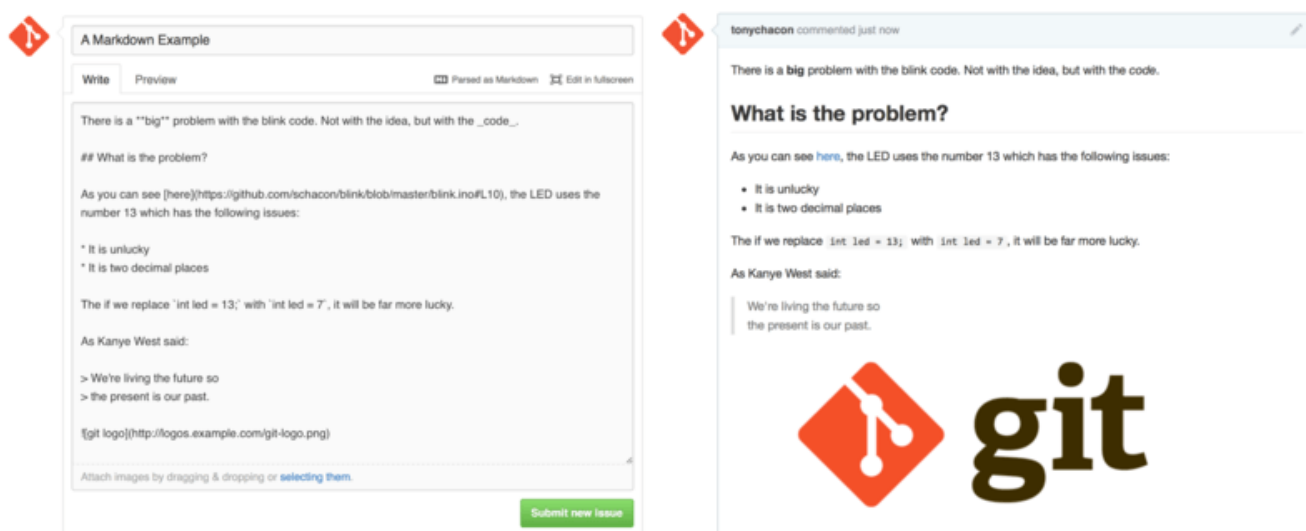 A Markdown Example
Write Preview Parsed as Markdown Edit in fullscreen
There is a **big** problem with the blink code. Not with the idea, but with the _code_.
## What is the problem?
As you can see [here](https://github.com/schacon/blink/blob/master/blink.ino#L10), the LED uses the
number 13 which has the following issues:
* It is unlucky
* It is two decimal places
The if we replace `int led = 13;` with `int led = 7`, it will be far more lucky.
As Kanye West said:
> We're living the future so
> the present is our past.
![git logo](http://logos.example.com/git-logo.png)
Attach images by dragging & dropping or selecting them.
Submit new issue
tonychacon commented just now
There is a big problem with the blink code. Not with the idea, but with the code.
What is the problem?
As you can see here, the LED uses the number 13 which has the following issues:
• It is unlucky
• It is two decimal places
The if we replace int led = 13; with int led = 7 , it will be far more lucky.
As Kanye West said:
We're living the future so
the present is our past.
git